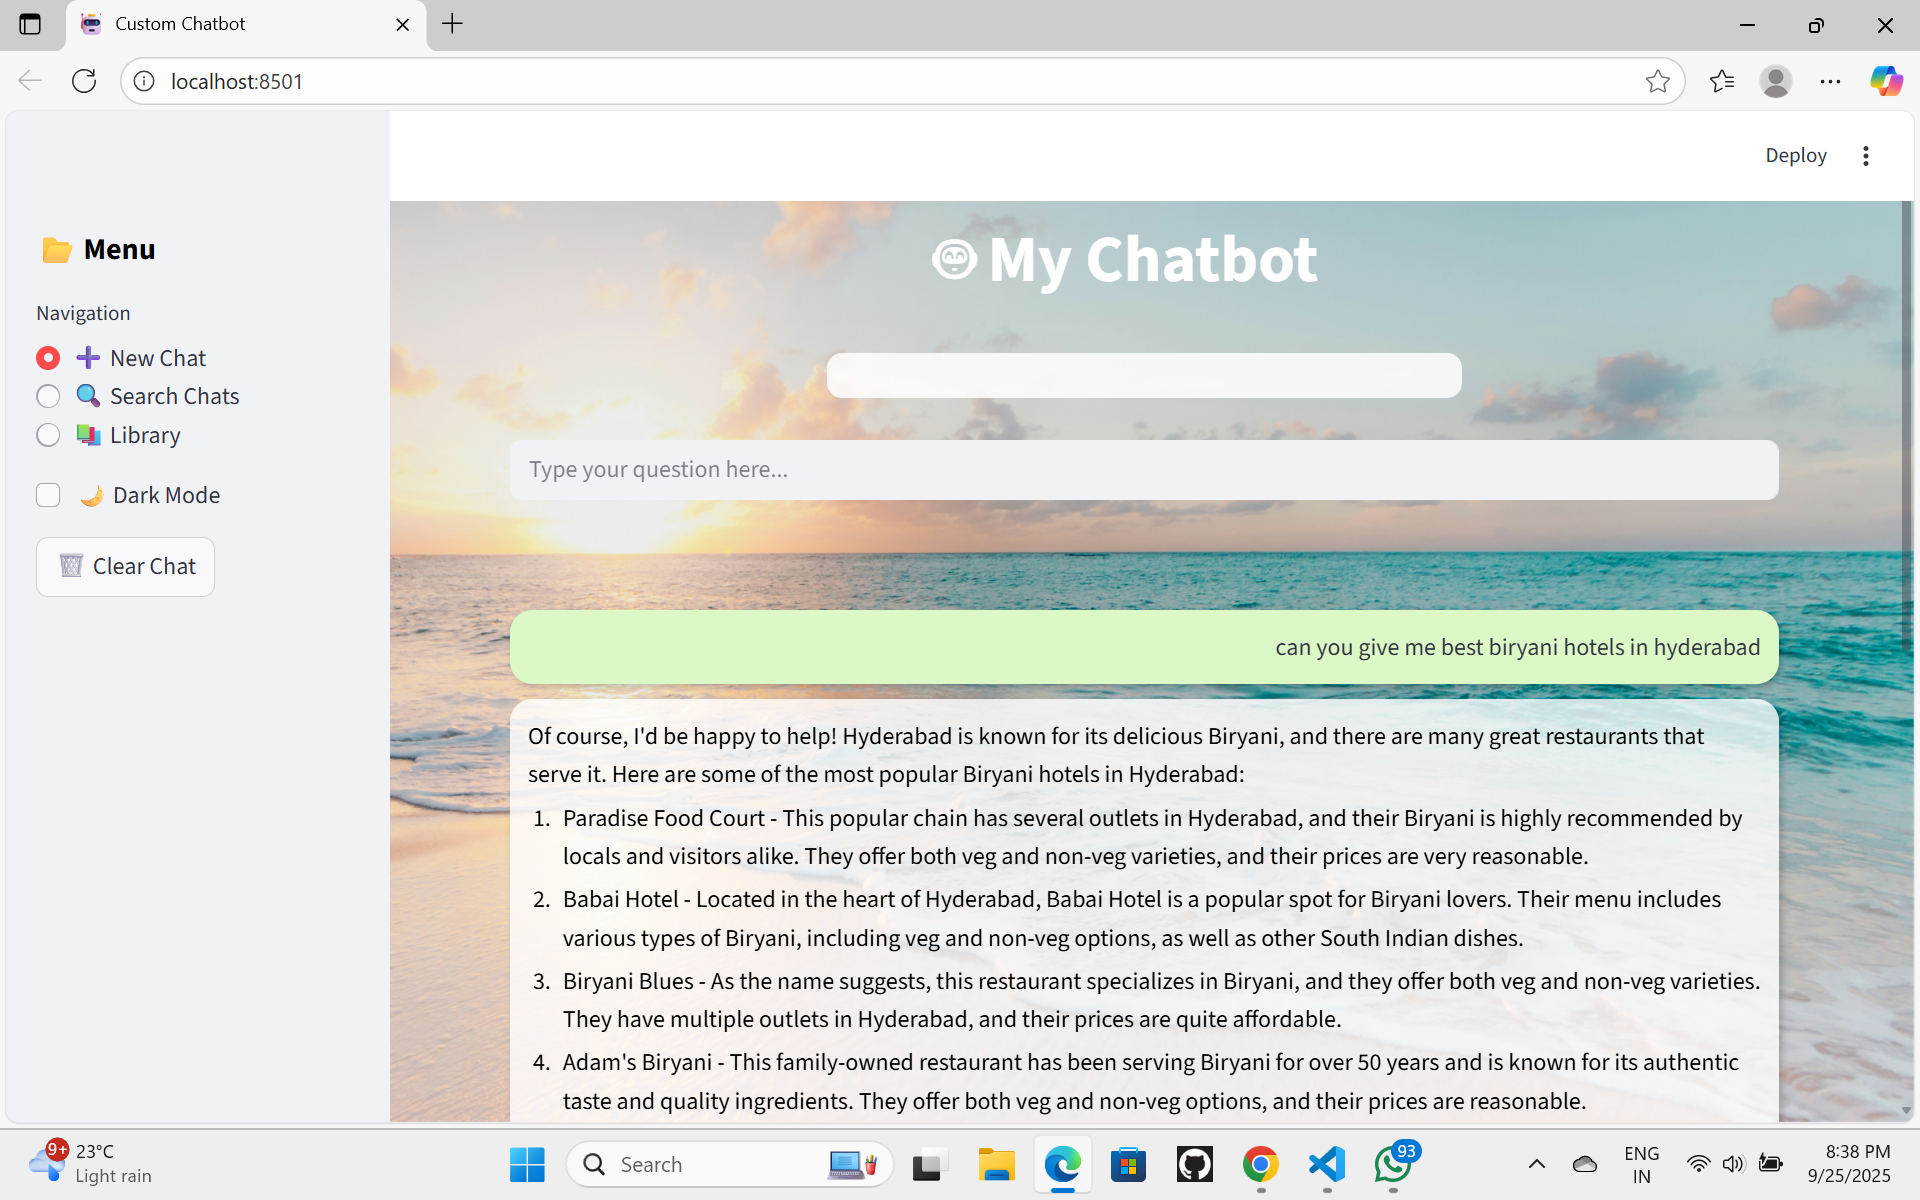 Custom Chatbot
localhost:8501
Deploy
Menu
Navigation
New Chat
Search Chats
Library
Dark Mode
Clear Chat
My Chatbot
Type your question here...
can you give me best biryani hotels in hyderabad
Of course, I'd be happy to help! Hyderabad is known for its delicious Biryani, and there are many great restaurants that
serve it. Here are some of the most popular Biryani hotels in Hyderabad:
1. Paradise Food Court - This popular chain has several outlets in Hyderabad, and their Biryani is highly recommended by
locals and visitors alike. They offer both veg and non-veg varieties, and their prices are very reasonable.
2. Babai Hotel - Located in the heart of Hyderabad, Babai Hotel is a popular spot for Biryani lovers. Their menu includes
various types of Biryani, including veg and non-veg options, as well as other South Indian dishes.
3. Biryani Blues - As the name suggests, this restaurant specializes in Biryani, and they offer both veg and non-veg varieties.
They have multiple outlets in Hyderabad, and their prices are quite affordable.
4. Adam's Biryani - This family-owned restaurant has been serving Biryani for over 50 years and is known for its authentic
taste and quality ingredients. They offer both veg and non-veg options, and their prices are reasonable.
9+
23°C
Light rain
Search
93
ENG
IN
8:38 PM
9/25/2025